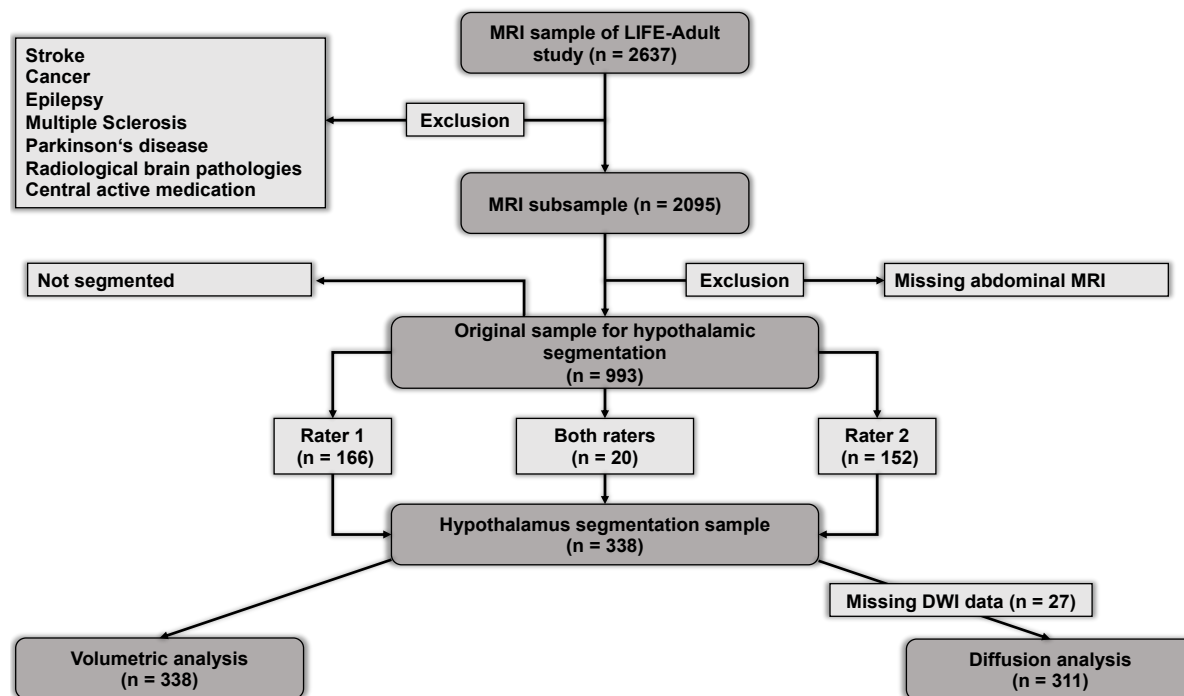 MRI sample of LIFE-Adult
study (n = 2637)
Stroke
Cancer
Epilepsy
Multiple Sclerosis
Parkinson‘s disease
Radiological brain pathologies
Central active medication
Exclusion
MRI subsample (n = 2095)
Not segmented
Exclusion
Missing abdominal MRI
Original sample for hypothalamic
segmentation
(n = 993)
Rater 1
(n = 166)
Both raters
(n = 20)
Rater 2
(n = 152)
Hypothalamus segmentation sample
(n = 338)
Missing DWI data (n = 27)
Volumetric analysis
(n = 338)
Diffusion analysis
(n = 311)